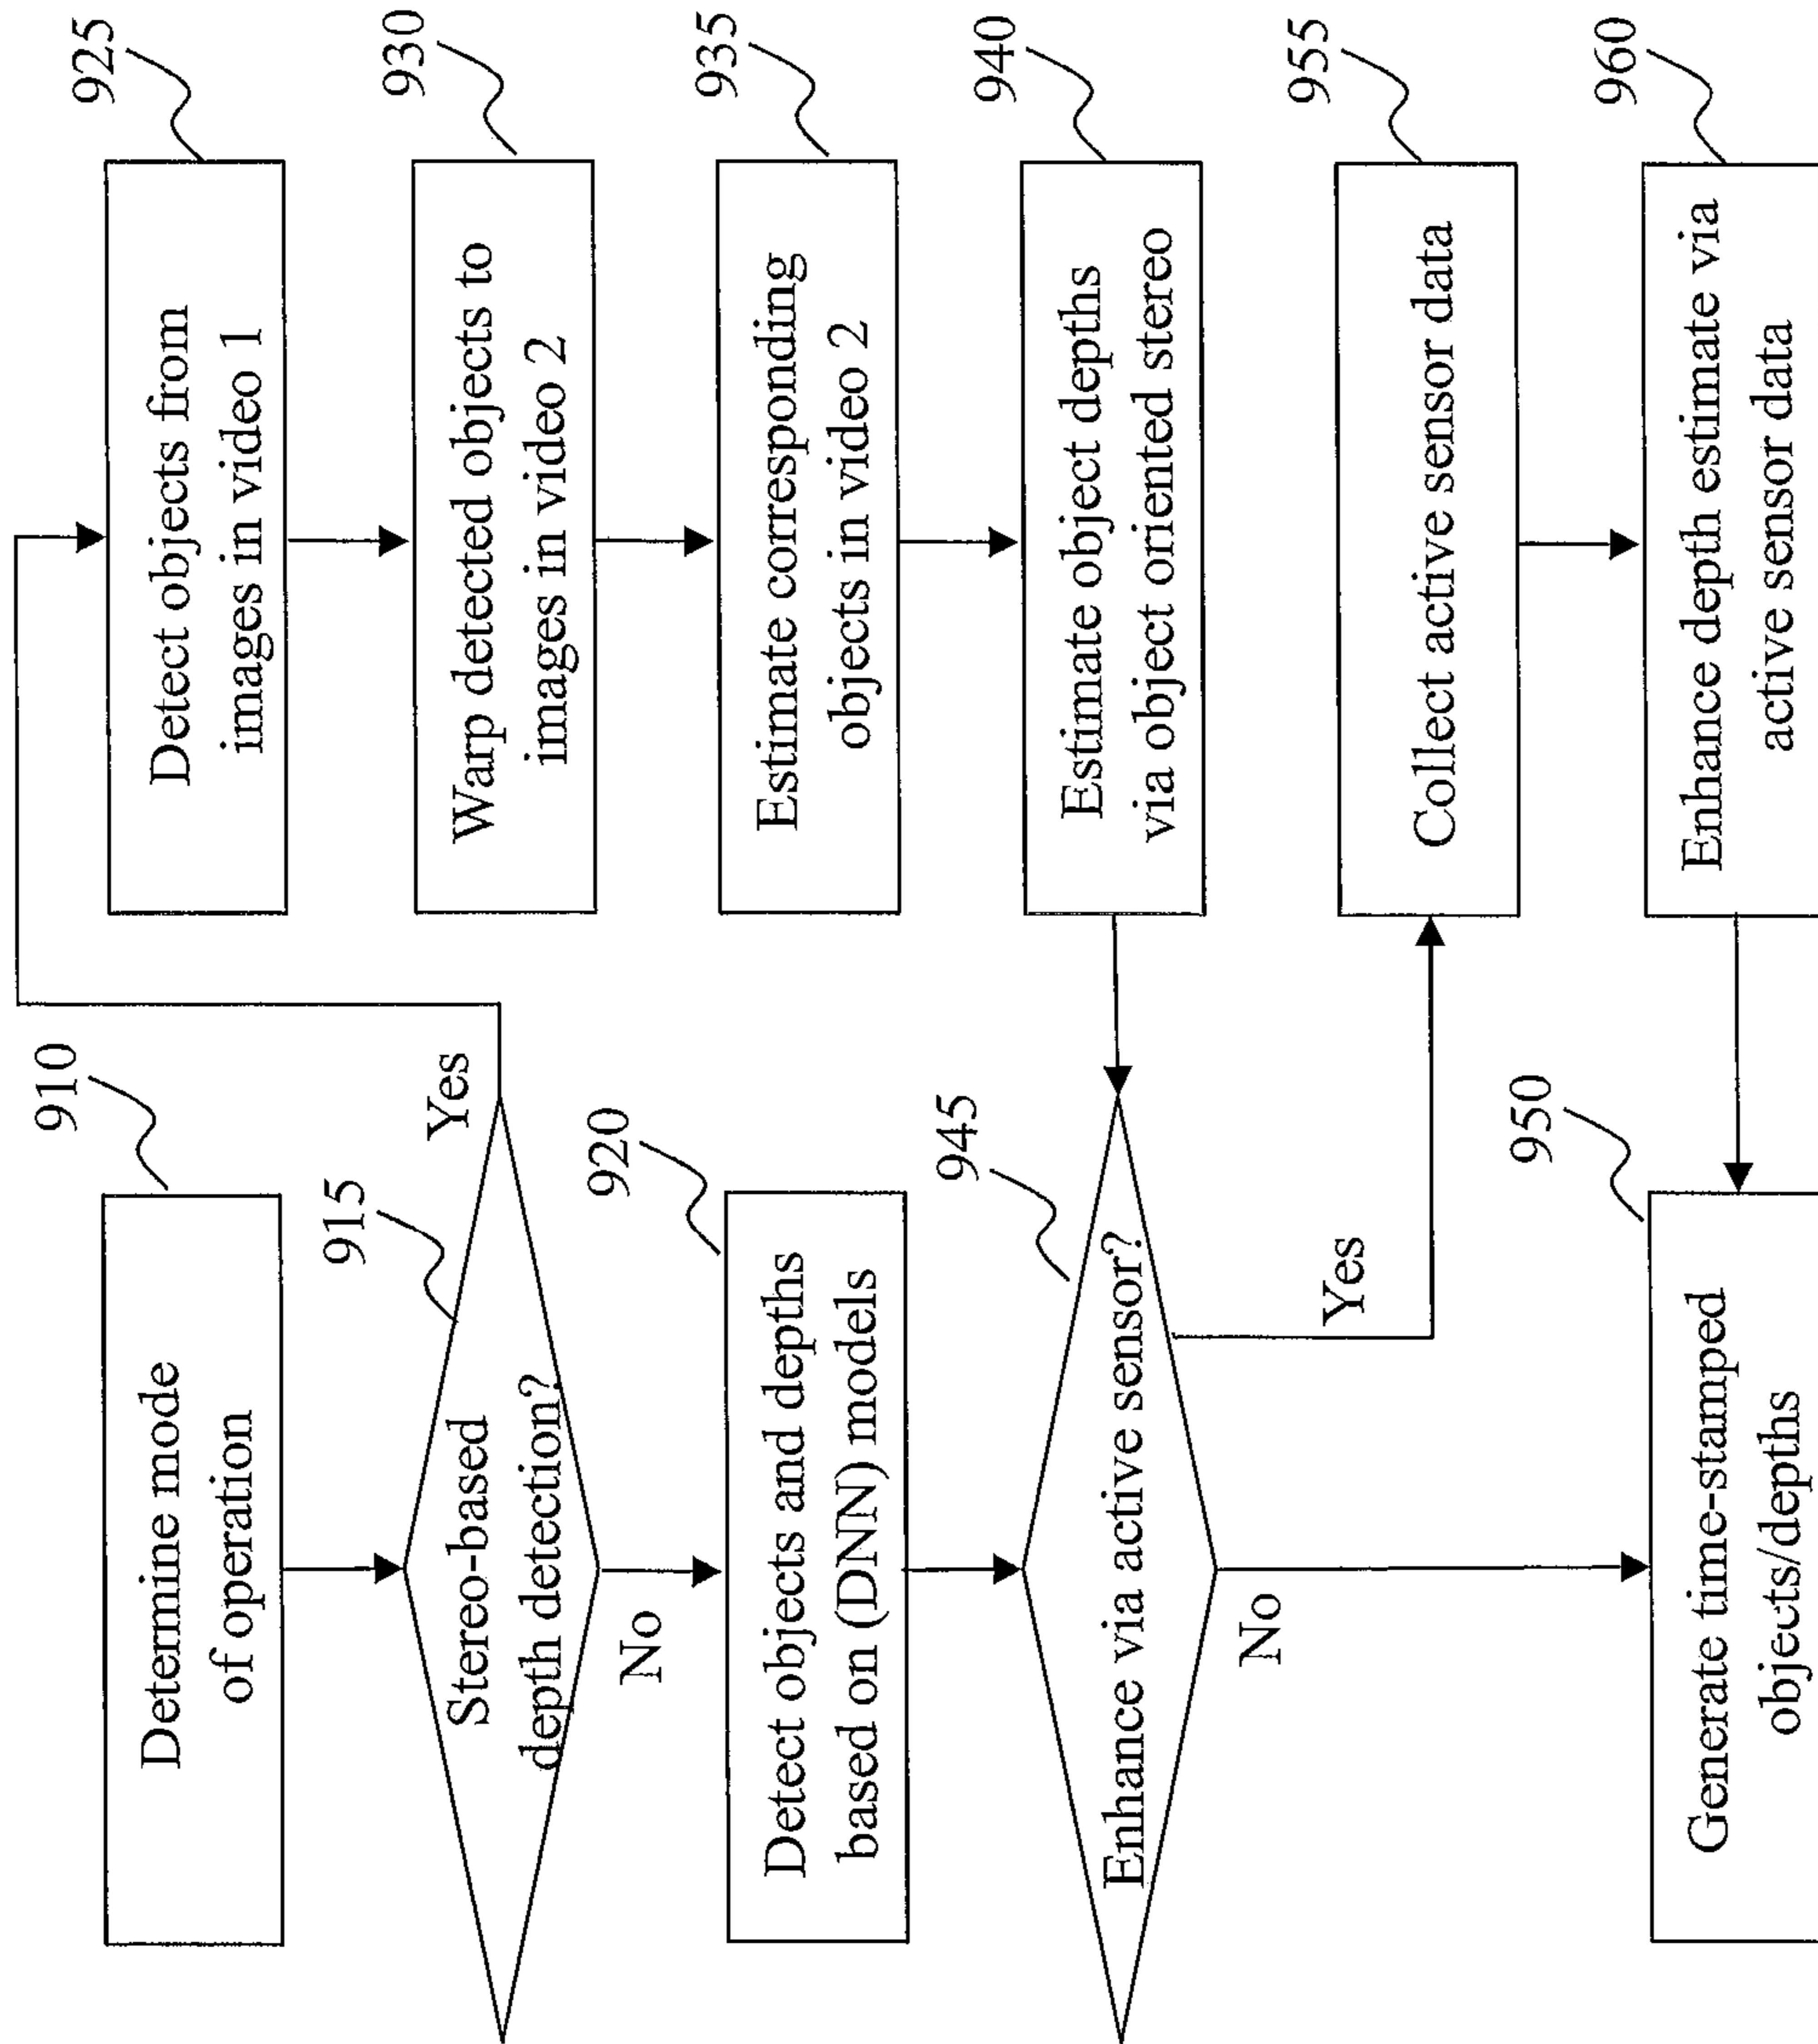 910
Determine mode
of operation
915
Stereo-based
depth detection?
Yes
No
920
Detect objects and depths
based on (DNN) models
925
Detect objects from
images in video 1
930
Warp detected objects to
images in video 2
935
Estimate corresponding
objects in video 2
940
Estimate object depths
via object oriented stereo
945
Enhance via active sensor?
Yes
No
955
Collect active sensor data
960
Enhance depth estimate via
active sensor data
950
Generate time-stamped
objects/depths